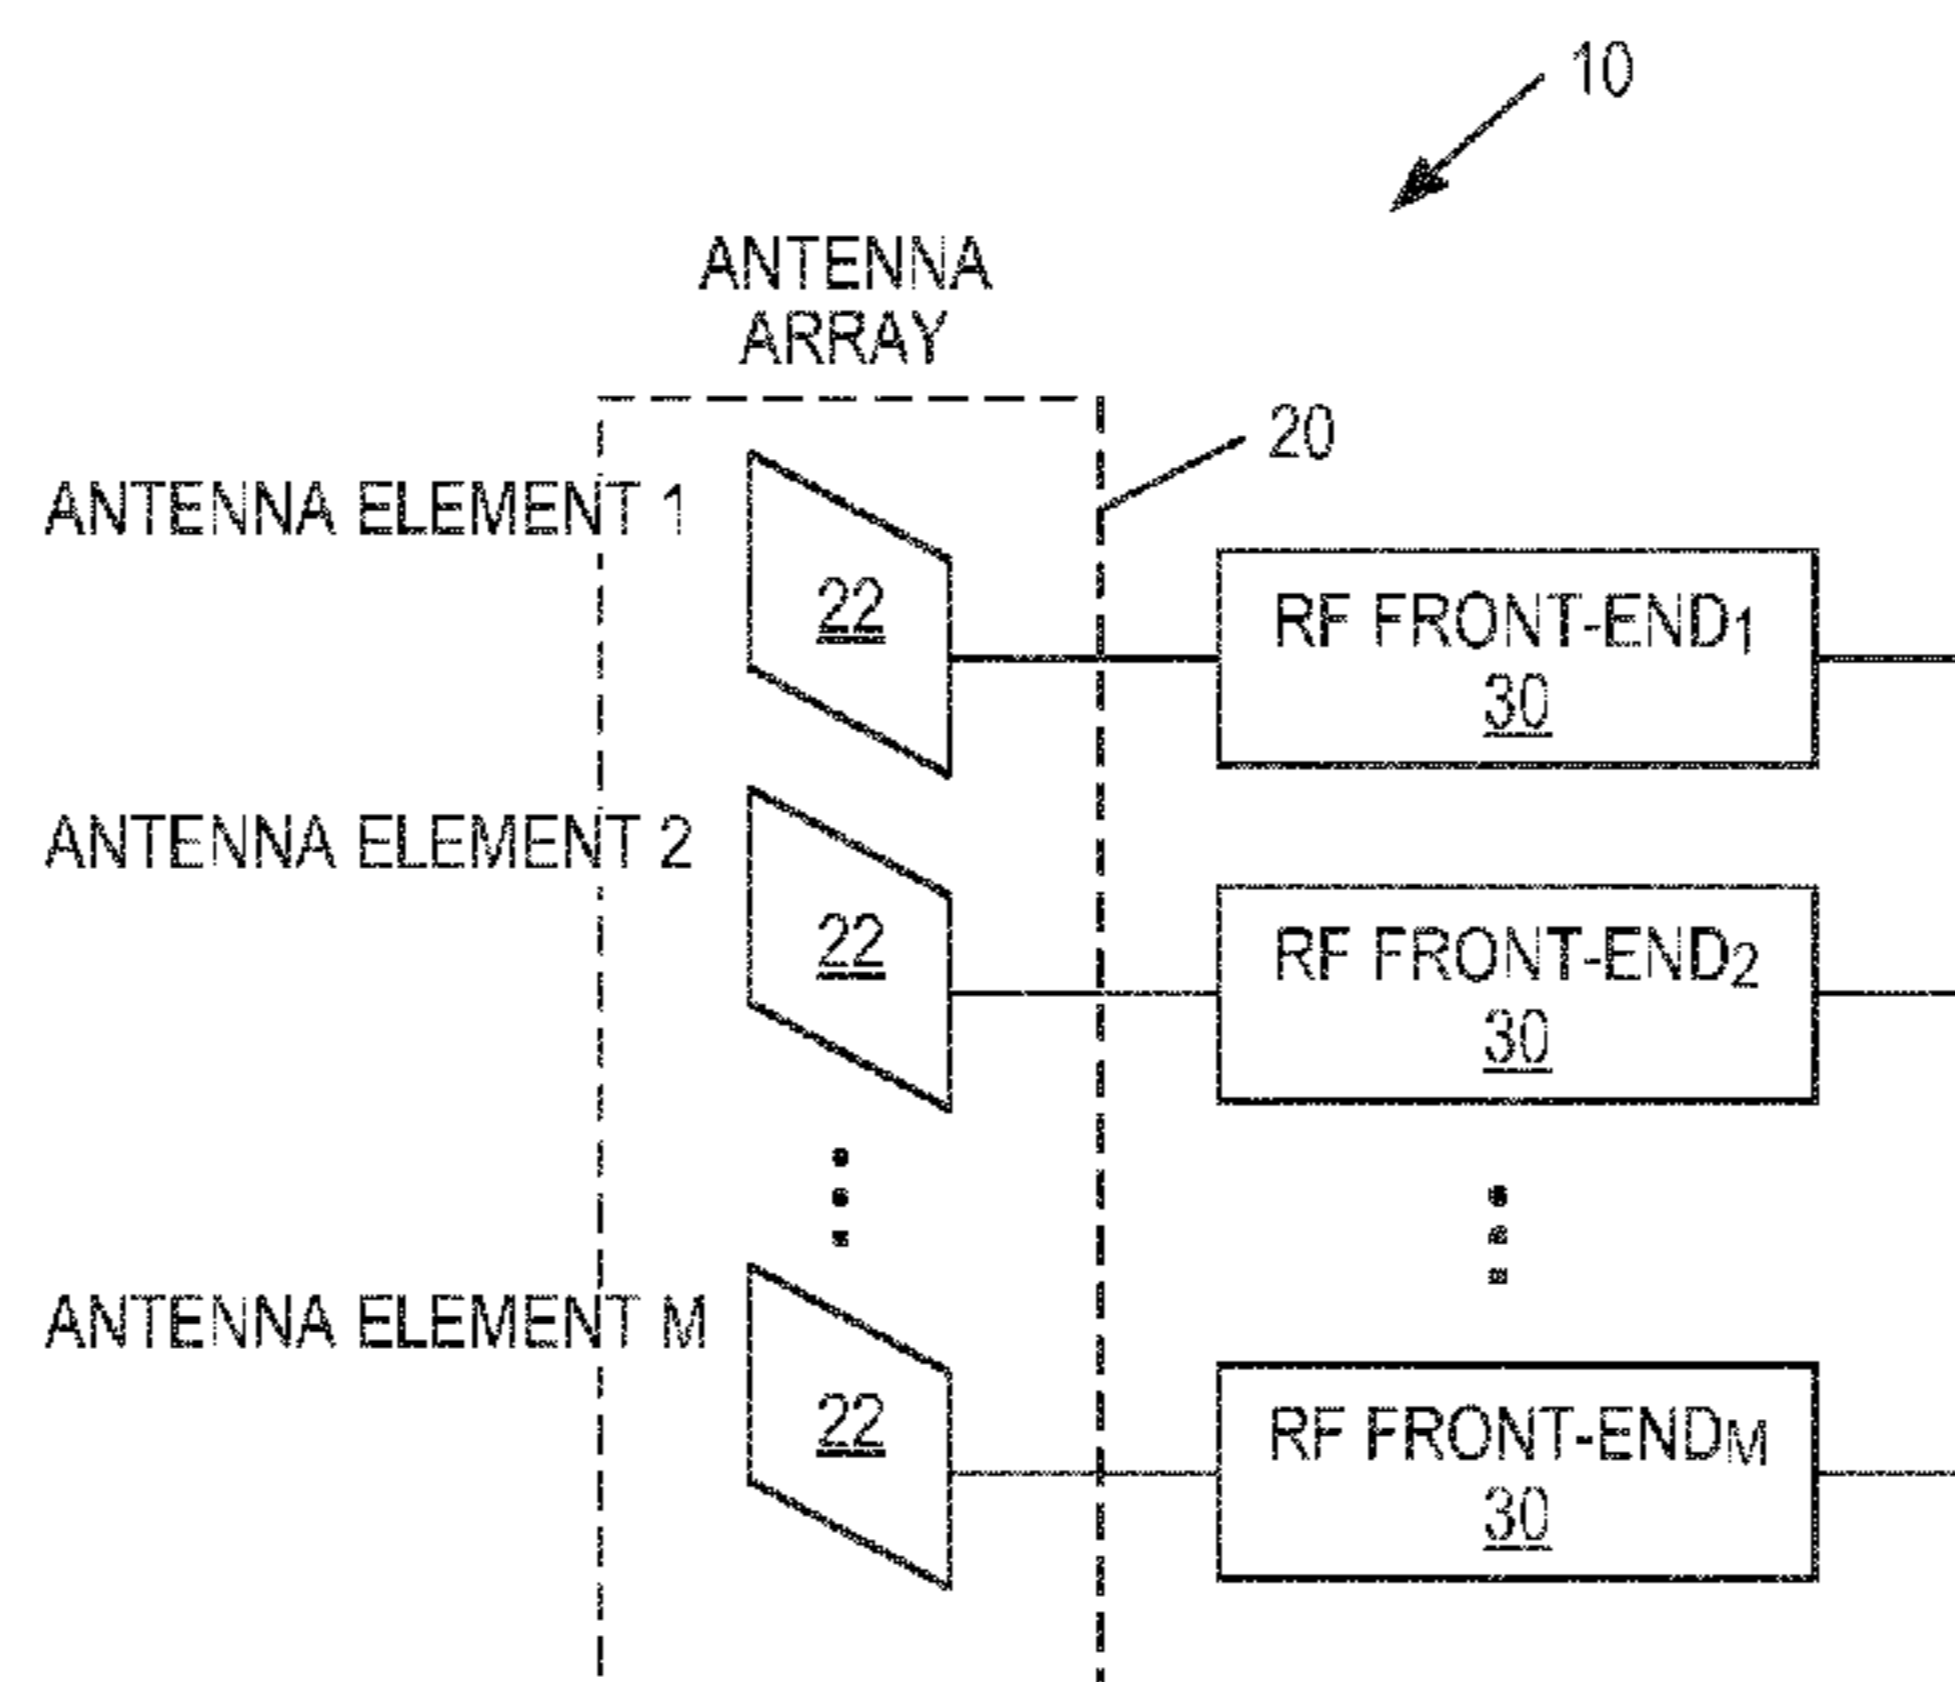 10
ANTENNA
ARRAY
20
ANTENNA ELEMENT 1
22
RF FRONT-END1
30
ANTENNA ELEMENT 2
22
RF FRONT-END2
30
ANTENNA ELEMENT M
22
RF FRONT-ENDM
30